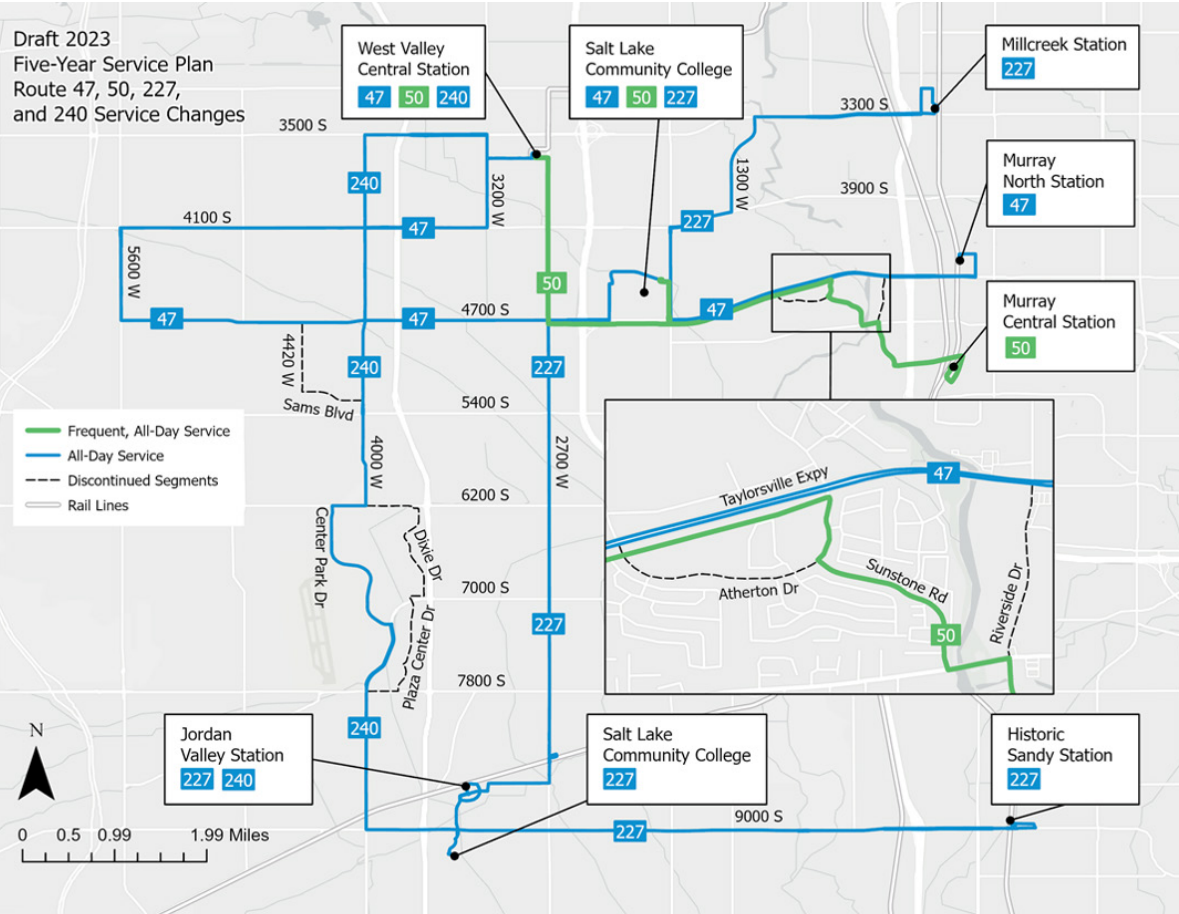 Draft 2023
Five-Year Service Plan
Route 47, 50, 227,
and 240 Service Changes
West Valley
Central Station
47 50 240
Salt Lake
Community College
47 50 227
Millcreek Station
227
Murray
North Station
47
Murray
Central Station
50
3500 S
3300 S
240
3200 W
1300 W
3900 S
4100 S
47
227
5600 W
50
4700 S
47
47
47
4420 W
240
227
Sams Blvd
5400 S
Frequent, All-Day Service
All-Day Service
Discontinued Segments
Rail Lines
4000 W
2700 W
6200 S
Center Park Dr
Dixie Dr
7000 S
Plaza Center Dr
227
7800 S
240
Taylorsville Expy
47
Atherton Dr
Sunstone Rd
Riverside Dr
50
Jordan
Valley Station
227 240
Salt Lake
Community College
227
Historic
Sandy Station
227
9000 S
227
N
0 0.5 0.99 1.99 Miles